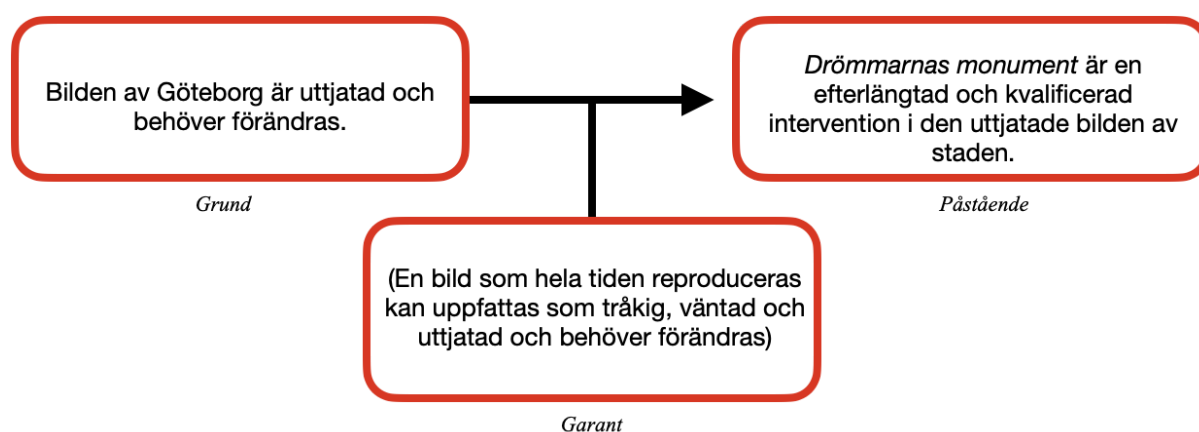 Bilden av Göteborg är uttjatad och
behöver förändras.
Grund
Drömmarnas monument är en
efterlängtad och kvalificerad
intervention i den uttjatade bilden av
staden.
Påstående
(En bild som hela tiden reproduceras
kan uppfattas som tråkig, väntad och
uttjatad och behöver förändras)
Garant